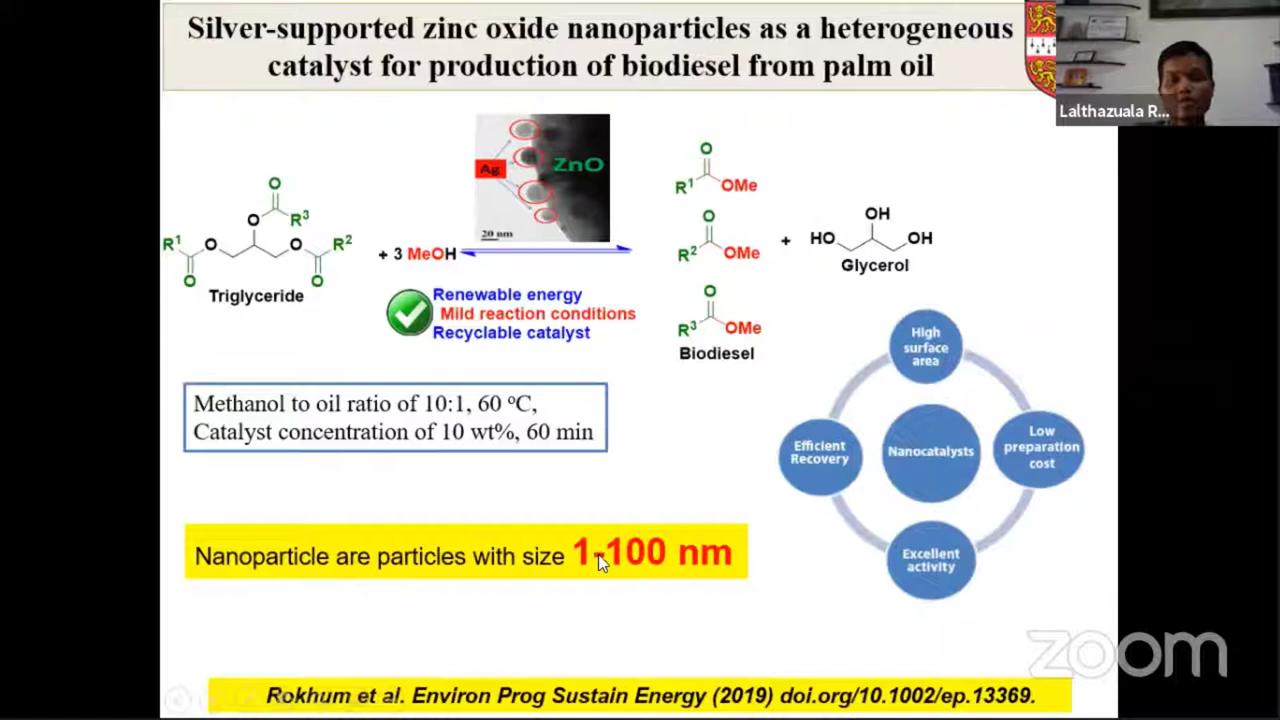 Silver-supported zinc oxide nanoparticles as a heterogeneous
catalyst for production of biodiesel from palm oil
Lalthazuala R...
Ag
ZnO
20 nm
O
R³
O
R¹
O
O
R²
O
O
Triglyceride
+ 3 MeOH
Renewable energy
Mild reaction conditions
Recyclable catalyst
O
R¹
OMe
O
R²
OMe
O
R³
OMe
Biodiesel
+
OH
HO
OH
Glycerol
Methanol to oil ratio of 10:1, 60 °C,
Catalyst concentration of 10 wt%, 60 min
High
surface
area
Efficient
Recovery
Nanocatalysts
Low
preparation
cost
Excellent
activity
Nanoparticle are particles with size 1-100 nm
zoom
Rokhum et al. Environ Prog Sustain Energy (2019) doi.org/10.1002/ep.13369.